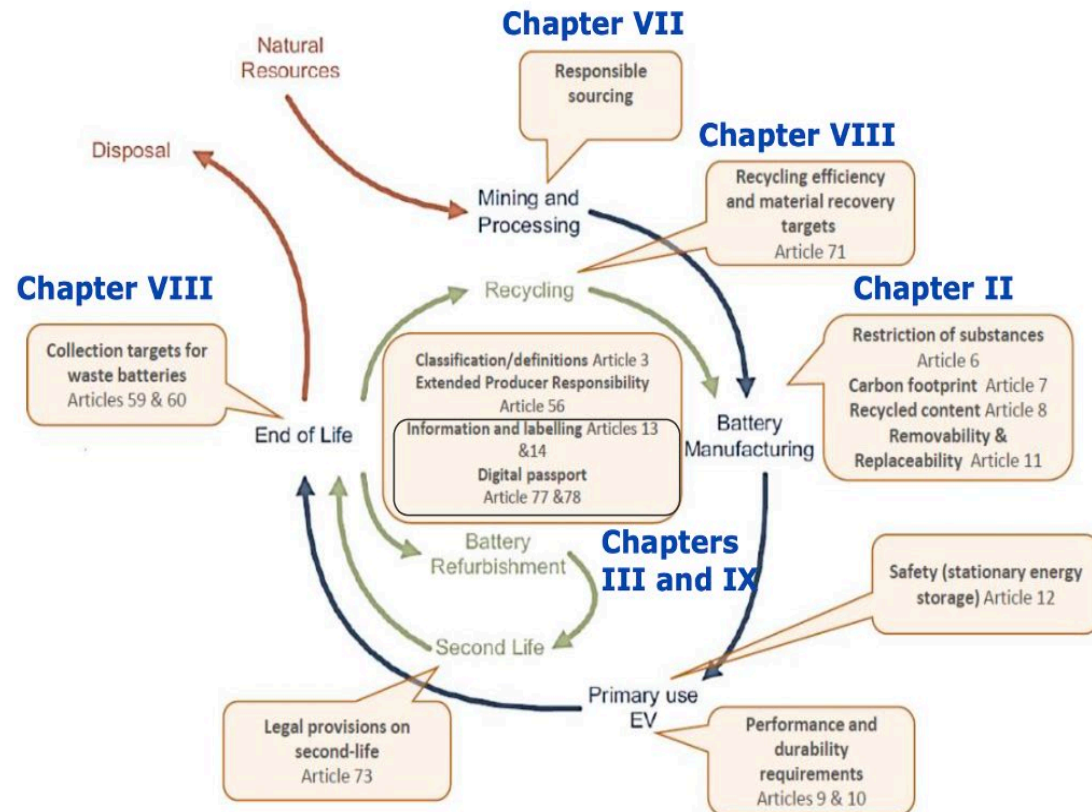 Chapter VII
Natural
Resources
Responsible
sourcing
Chapter VIII
Disposal
Recycling efficiency
and material recovery
targets
Article 71
Mining and
Processing
Chapter VIII
Recycling
Chapter II
Collection targets for
waste batteries
Articles 59 & 60
Restriction of substances
Article 6
Carbon footprint Article 7
Recycled content Article 8
Removability &
Replaceability Article 11
Classification/definitions Article 3
Extended Producer Responsibility
Article 56
Information and labelling Articles 13
&14
Digital passport
Article 77 &78
End of Life
Battery
Manufacturing
Battery
Refurbishment
Chapters
III and IX
Safety (stationary energy
storage) Article 12
Second Life
Primary use
EV
Legal provisions on
second-life
Article 73
Performance and
durability
requirements
Articles 9 & 10